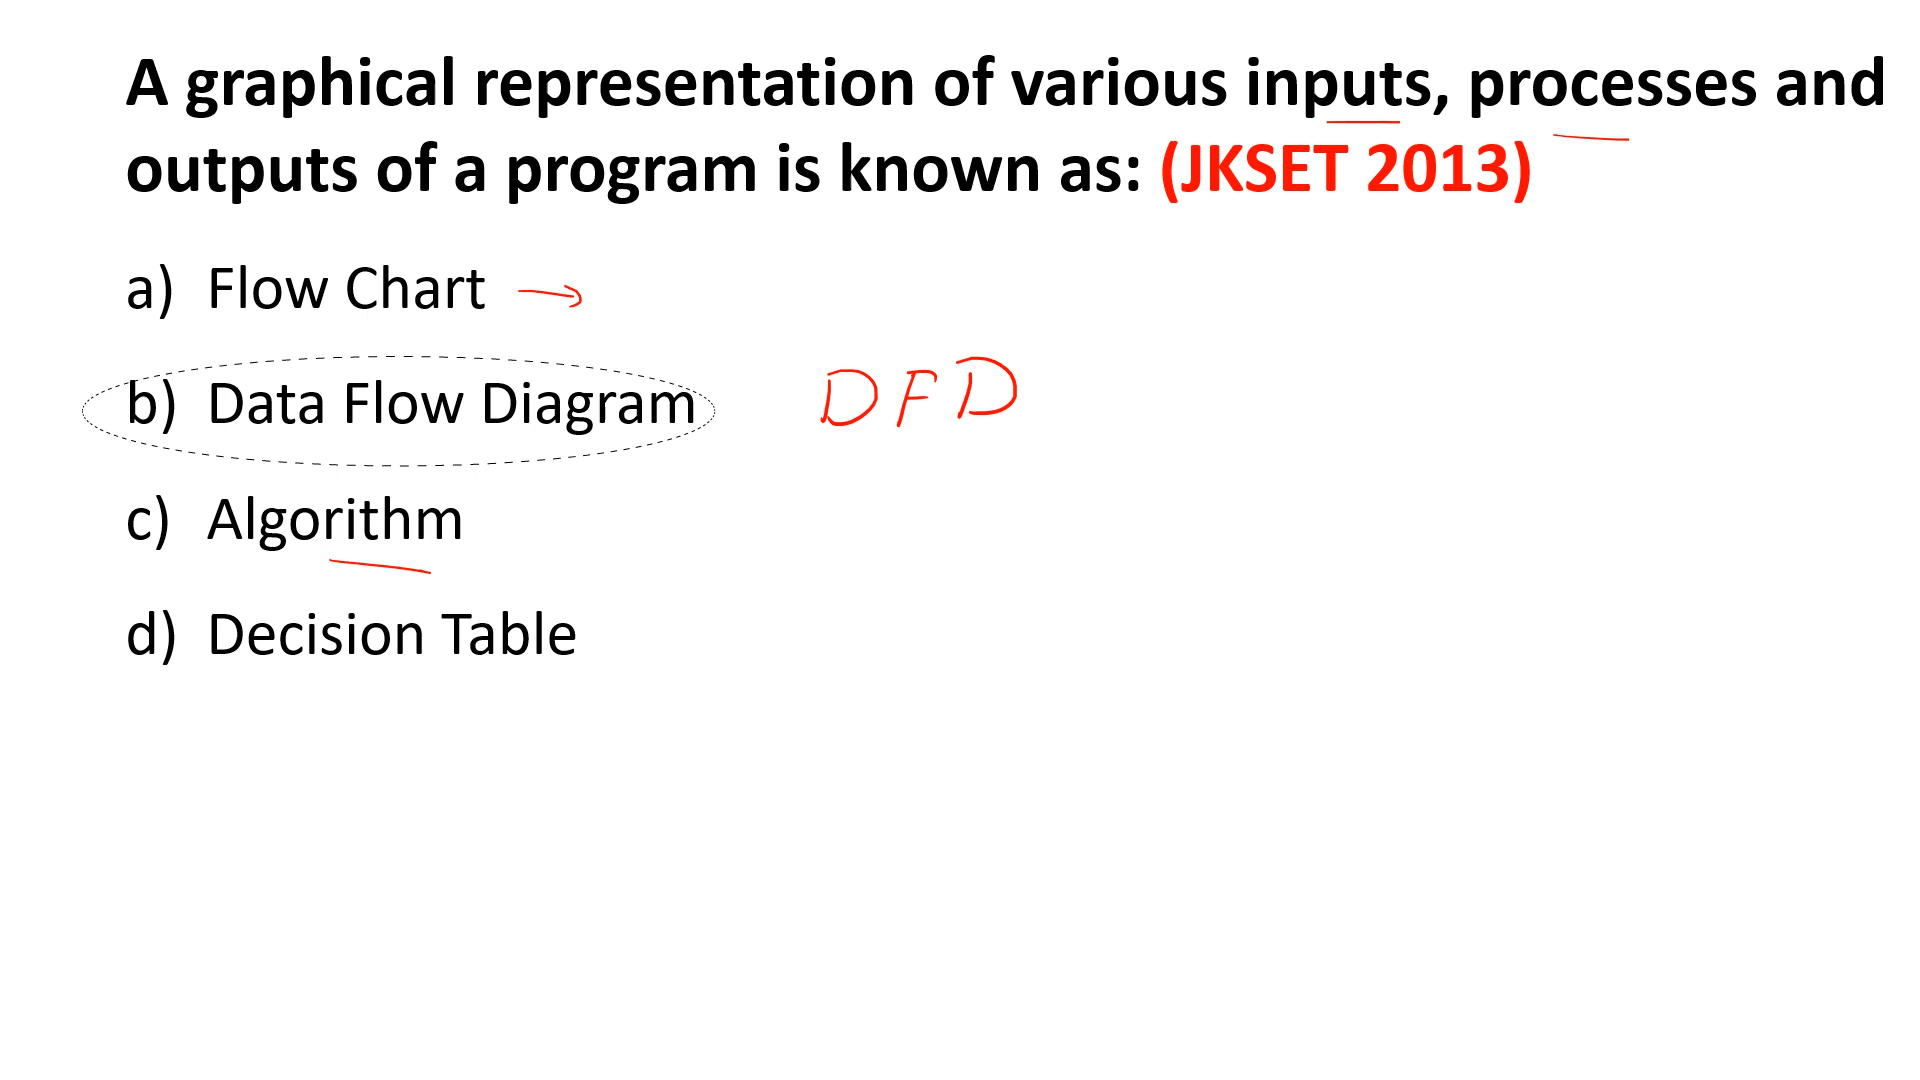 A graphical representation of various inputs, processes and
outputs of a program is known as: (JKSET 2013)
a) Flow Chart
b) Data Flow Diagram DFD
c) Algorithm
d) Decision Table